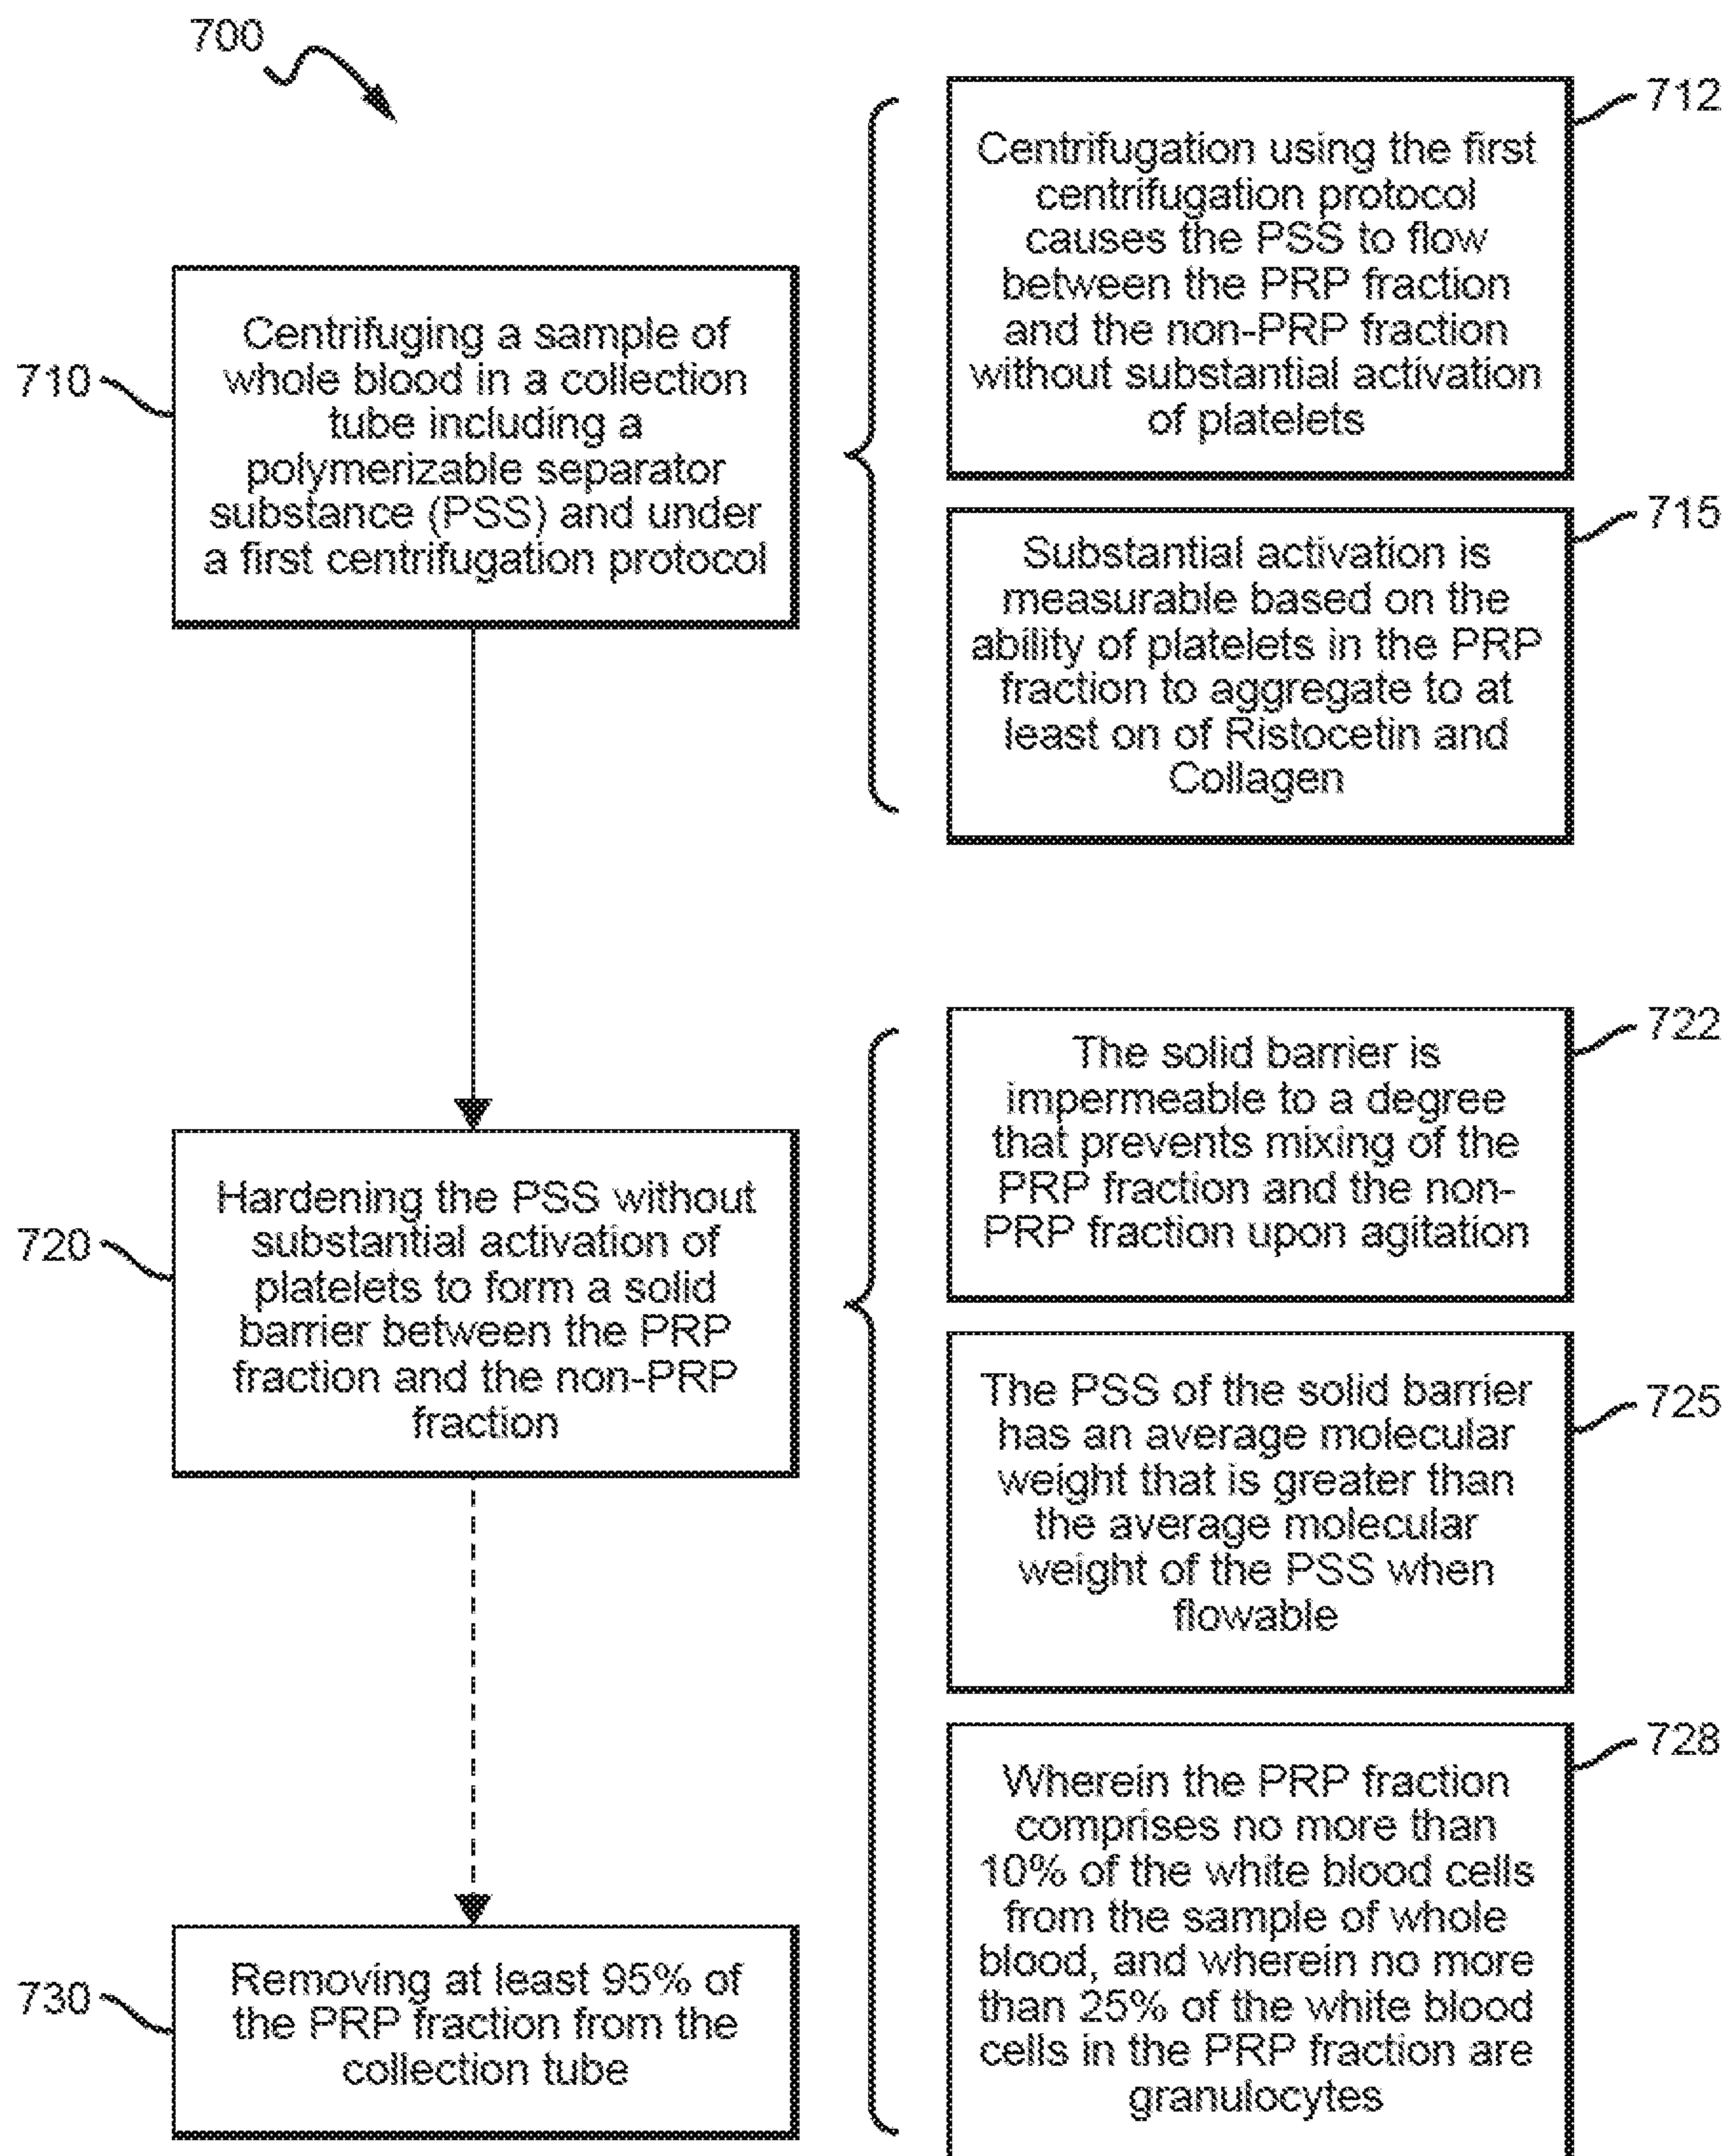 700
710
Centrifuging a sample of
whole blood in a collection
tube including a
polymerizable separator
substance (PSS) and under
a first centrifugation protocol
712
Centrifugation using the first
centrifugation protocol
causes the PSS to flow
between the PRP fraction
and the non-PRP fraction
without substantial activation
of platelets
715
Substantial activation is
measurable based on the
ability of platelets in the PRP
fraction to aggregate to at
least on of Ristocetin and
Collagen
720
Hardening the PSS without
substantial activation of
platelets to form a solid
barrier between the PRP
fraction and the non-PRP
fraction
722
The solid barrier is
impermeable to a degree
that prevents mixing of the
PRP fraction and the non-
PRP fraction upon agitation
725
The PSS of the solid barrier
has an average molecular
weight that is greater than
the average molecular
weight of the PSS when
flowable
728
Wherein the PRP fraction
comprises no more than
10% of the white blood cells
from the sample of whole
blood, and wherein no more
than 25% of the white blood
cells in the PRP fraction are
granulocytes
730
Removing at least 95% of
the PRP fraction from the
collection tube